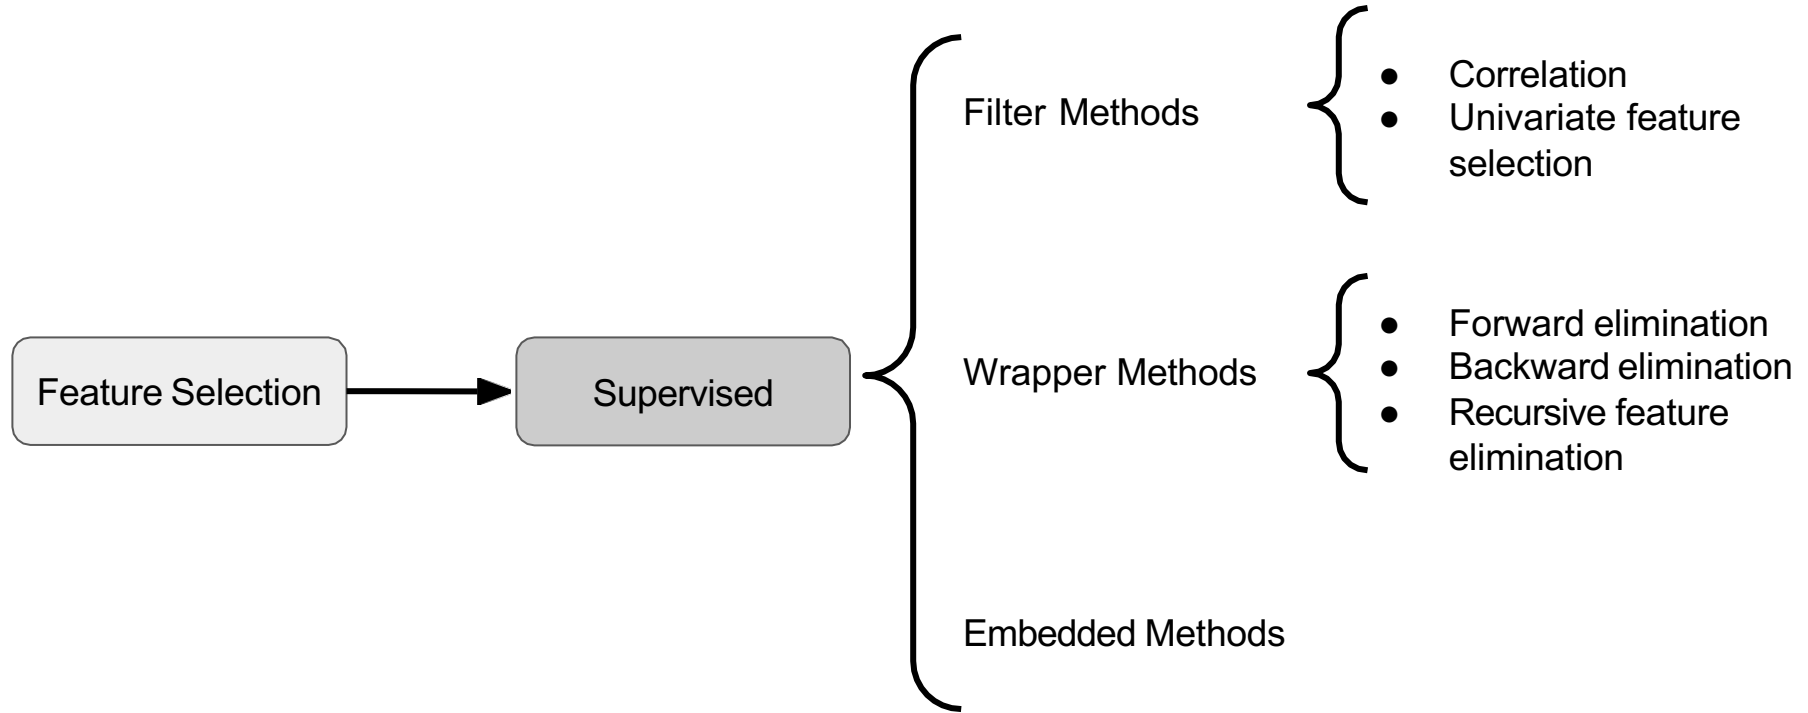 Feature Selection
Supervised
Filter Methods
● Correlation
● Univariate feature
selection
Wrapper Methods
● Forward elimination
● Backward elimination
● Recursive feature
elimination
Embedded Methods